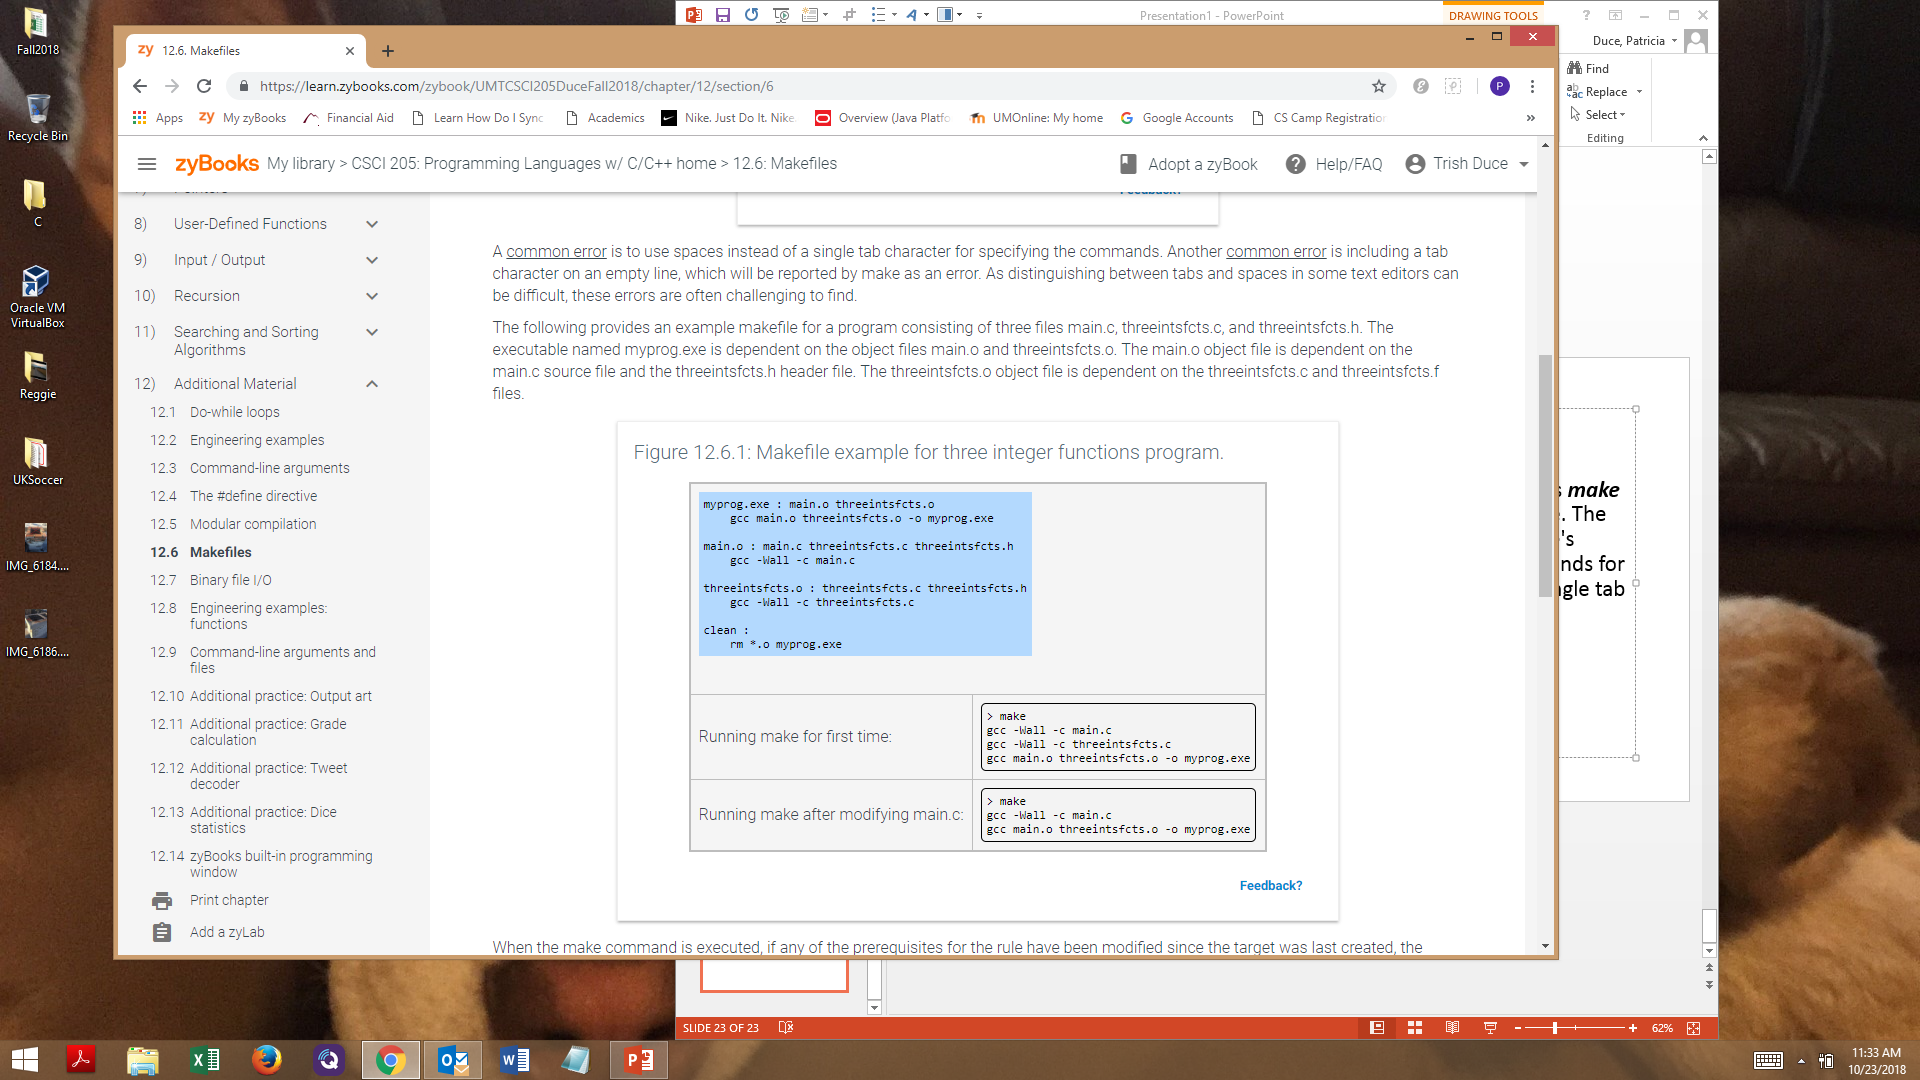 Fall2018
Recycle Bin
C
Oracle VM
VirtualBox
Reggie
UKSoccer
IMG_6184....
IMG_6186....
Presentation1 - PowerPoint
DRAWING TOOLS
Duce, Patricia
Find
Replace
Select
Editing
zy 12.6. Makefiles
https://learn.zybooks.com/zybook/UMTCSCI205DuceFall2018/chapter/12/section/6
P
Apps
zy My zyBooks
Financial Aid
Learn How Do I Sync
Academics
Nike. Just Do It. Nike.
Overview (Java Platfo
UMOnline: My home
Google Accounts
CS Camp Registration
zyBooks My library > CSCI 205: Programming Languages w/ C/C++ home > 12.6: Makefiles
Adopt a zyBook
Help/FAQ
Trish Duce
8) User-Defined Functions
9) Input / Output
10) Recursion
11) Searching and Sorting
Algorithms
12) Additional Material
12.1 Do-while loops
12.2 Engineering examples
12.3 Command-line arguments
12.4 The #define directive
12.5 Modular compilation
12.6 Makefiles
12.7 Binary file I/O
12.8 Engineering examples:
functions
12.9 Command-line arguments and
files
12.10 Additional practice: Output art
12.11 Additional practice: Grade
calculation
12.12 Additional practice: Tweet
decoder
12.13 Additional practice: Dice
statistics
12.14 zyBooks built-in programming
window
Print chapter
Add a zyLab
A common error is to use spaces instead of a single tab character for specifying the commands. Another common error is including a tab
character on an empty line, which will be reported by make as an error. As distinguishing between tabs and spaces in some text editors can
be difficult, these errors are often challenging to find.
The following provides an example makefile for a program consisting of three files main.c, threeintsfcts.c, and threeintsfcts.h. The
executable named myprog.exe is dependent on the object files main.o and threeintsfcts.o. The main.o object file is dependent on the
main.c source file and the threeintsfcts.h header file. The threeintsfcts.o object file is dependent on the threeintsfcts.c and threeintsfcts.f
files.
Figure 12.6.1: Makefile example for three integer functions program.
myprog.exe : main.o threeintsfcts.o
gcc main.o threeintsfcts.o -o myprog.exe
main.o : main.c threeintsfcts.c threeintsfcts.h
gcc -Wall -c main.c
threeintsfcts.o : threeintsfcts.c threeintsfcts.h
gcc -Wall -c threeintsfcts.c
clean :
rm *.o myprog.exe
Running make for first time:
> make
gcc -Wall -c main.c
gcc -Wall -c threeintsfcts.c
gcc main.o threeintsfcts.o -o myprog.exe
Running make after modifying main.c:
> make
gcc -Wall -c main.c
gcc main.o threeintsfcts.o -o myprog.exe
Feedback?
When the make command is executed, if any of the prerequisites for the rule have been modified since the target was last created, the
s make
. The
's
nds for
gle tab
SLIDE 23 OF 23
62%
11:33 AM
10/23/2018